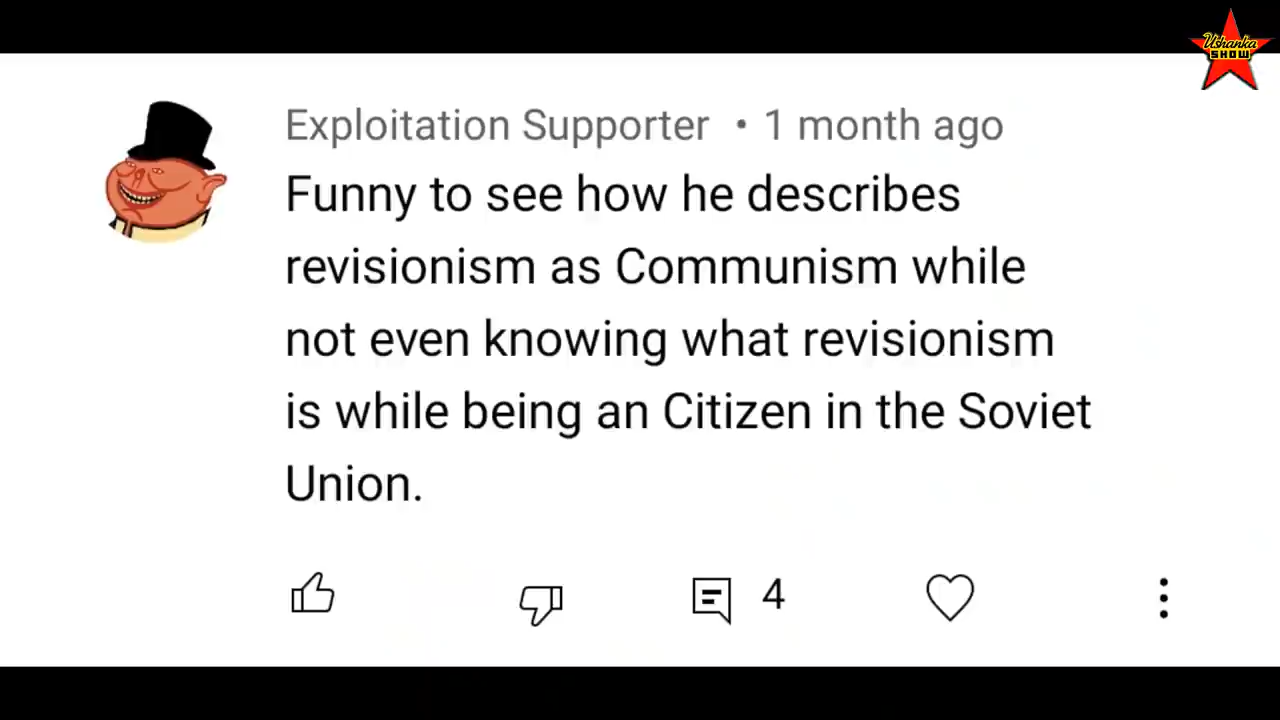 Ushanka
SHOW
Exploitation Supporter • 1 month ago
Funny to see how he describes
revisionism as Communism while
not even knowing what revisionism
is while being an Citizen in the Soviet
Union.
4